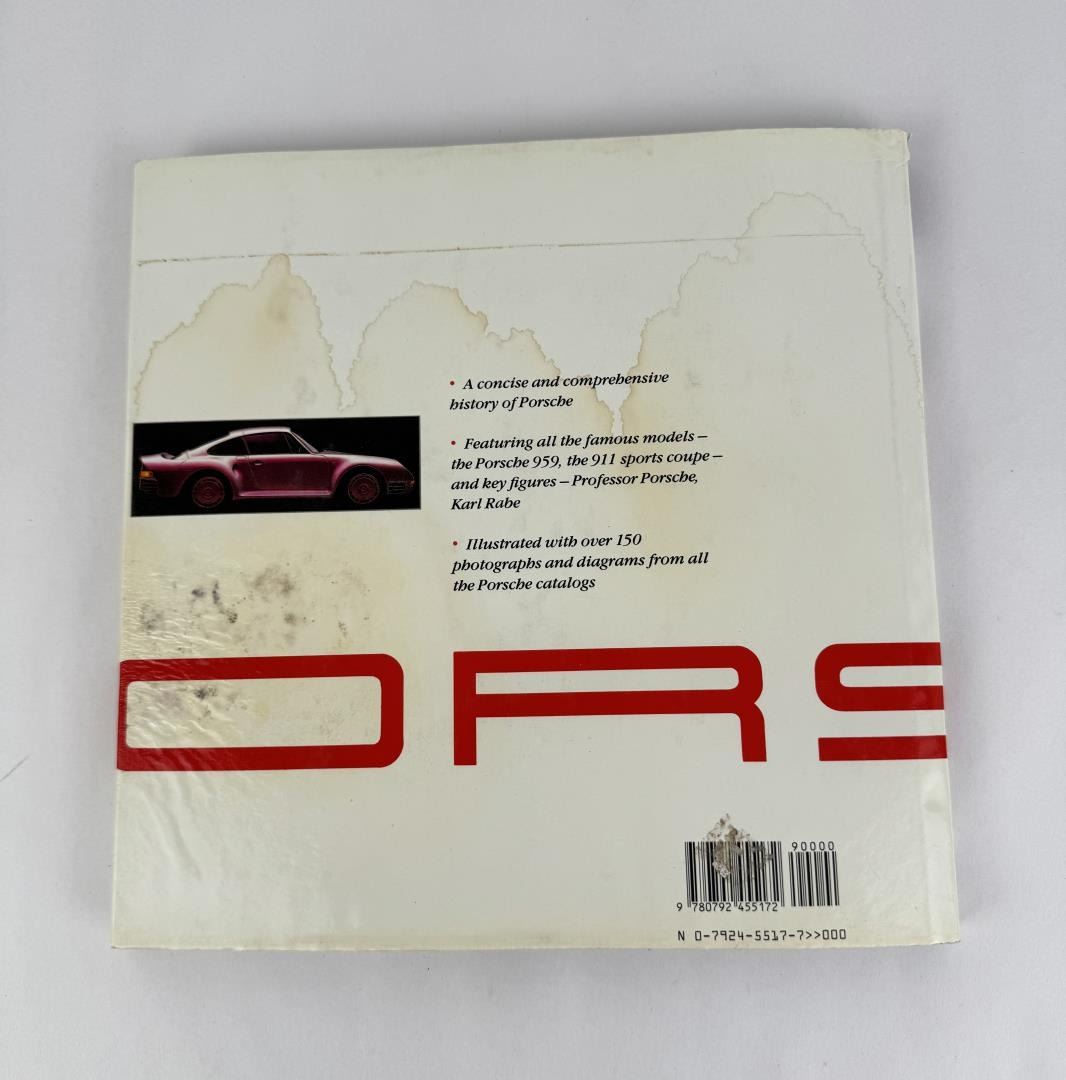 • A concise and comprehensive
history of Porsche
• Featuring all the famous models –
the Porsche 959, the 911 sports coupe –
and key figures – Professor Porsche,
Karl Rabe
• Illustrated with over 150
photographs and diagrams from all
the Porsche catalogs
ORS
90000
9 780792 455172
N 0-7924-5517-7>>000